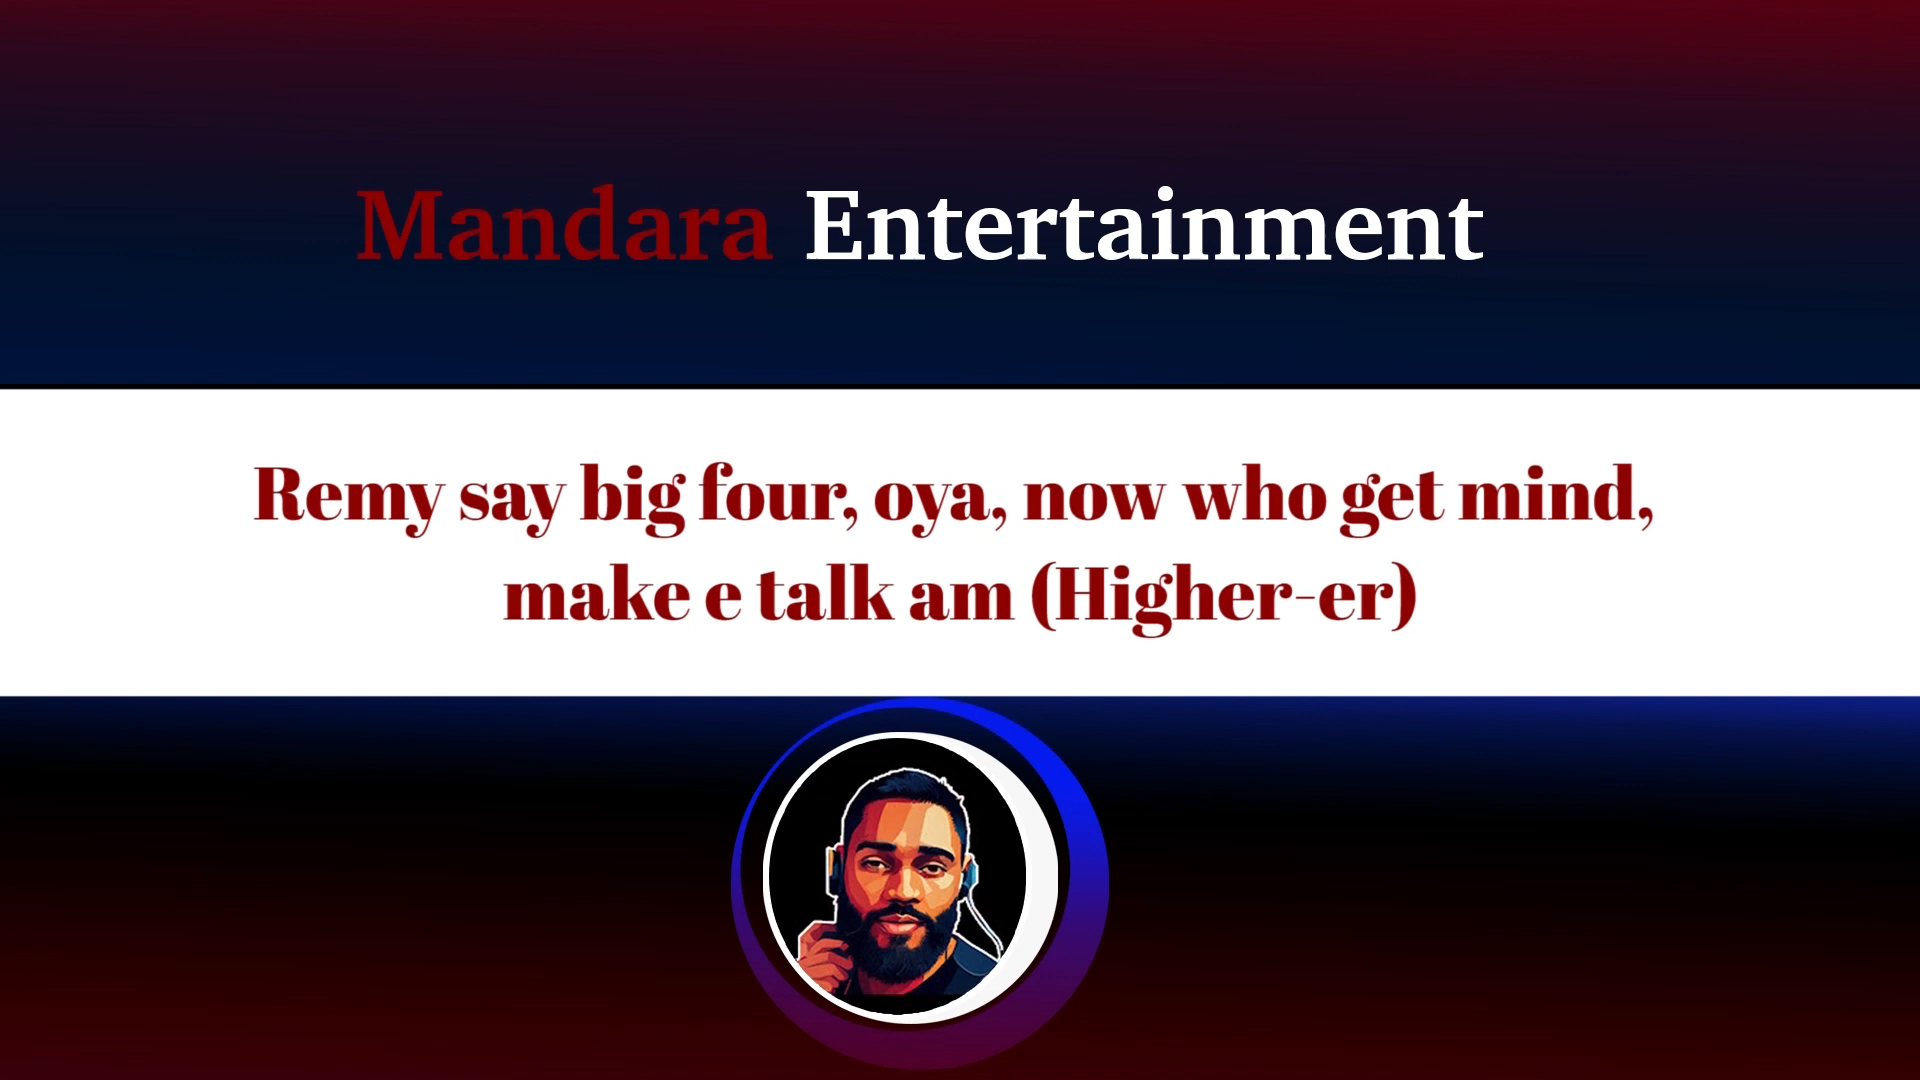 Mandara Entertainment
Remy say big four, oya, now who get mind,
make e talk am (Higher-er)